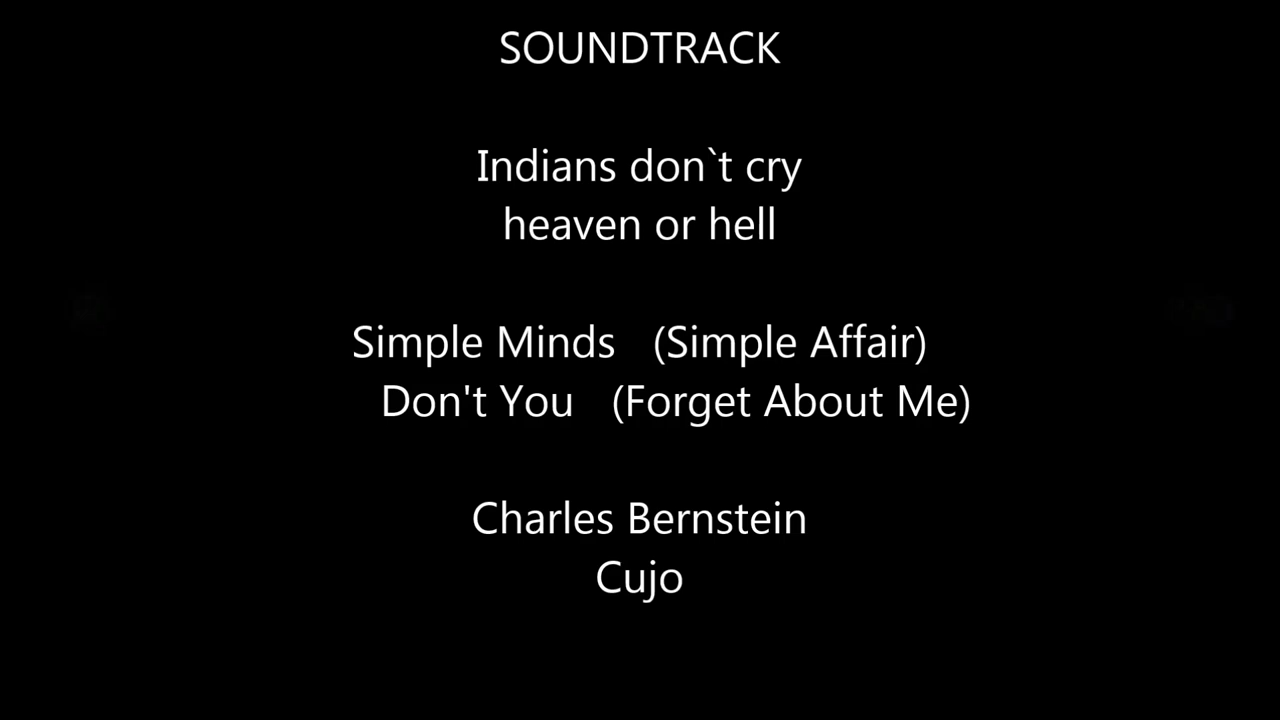 SOUNDTRACK
Indians don`t cry
heaven or hell
Simple Minds (Simple Affair)
Don't You (Forget About Me)
Charles Bernstein
Cujo